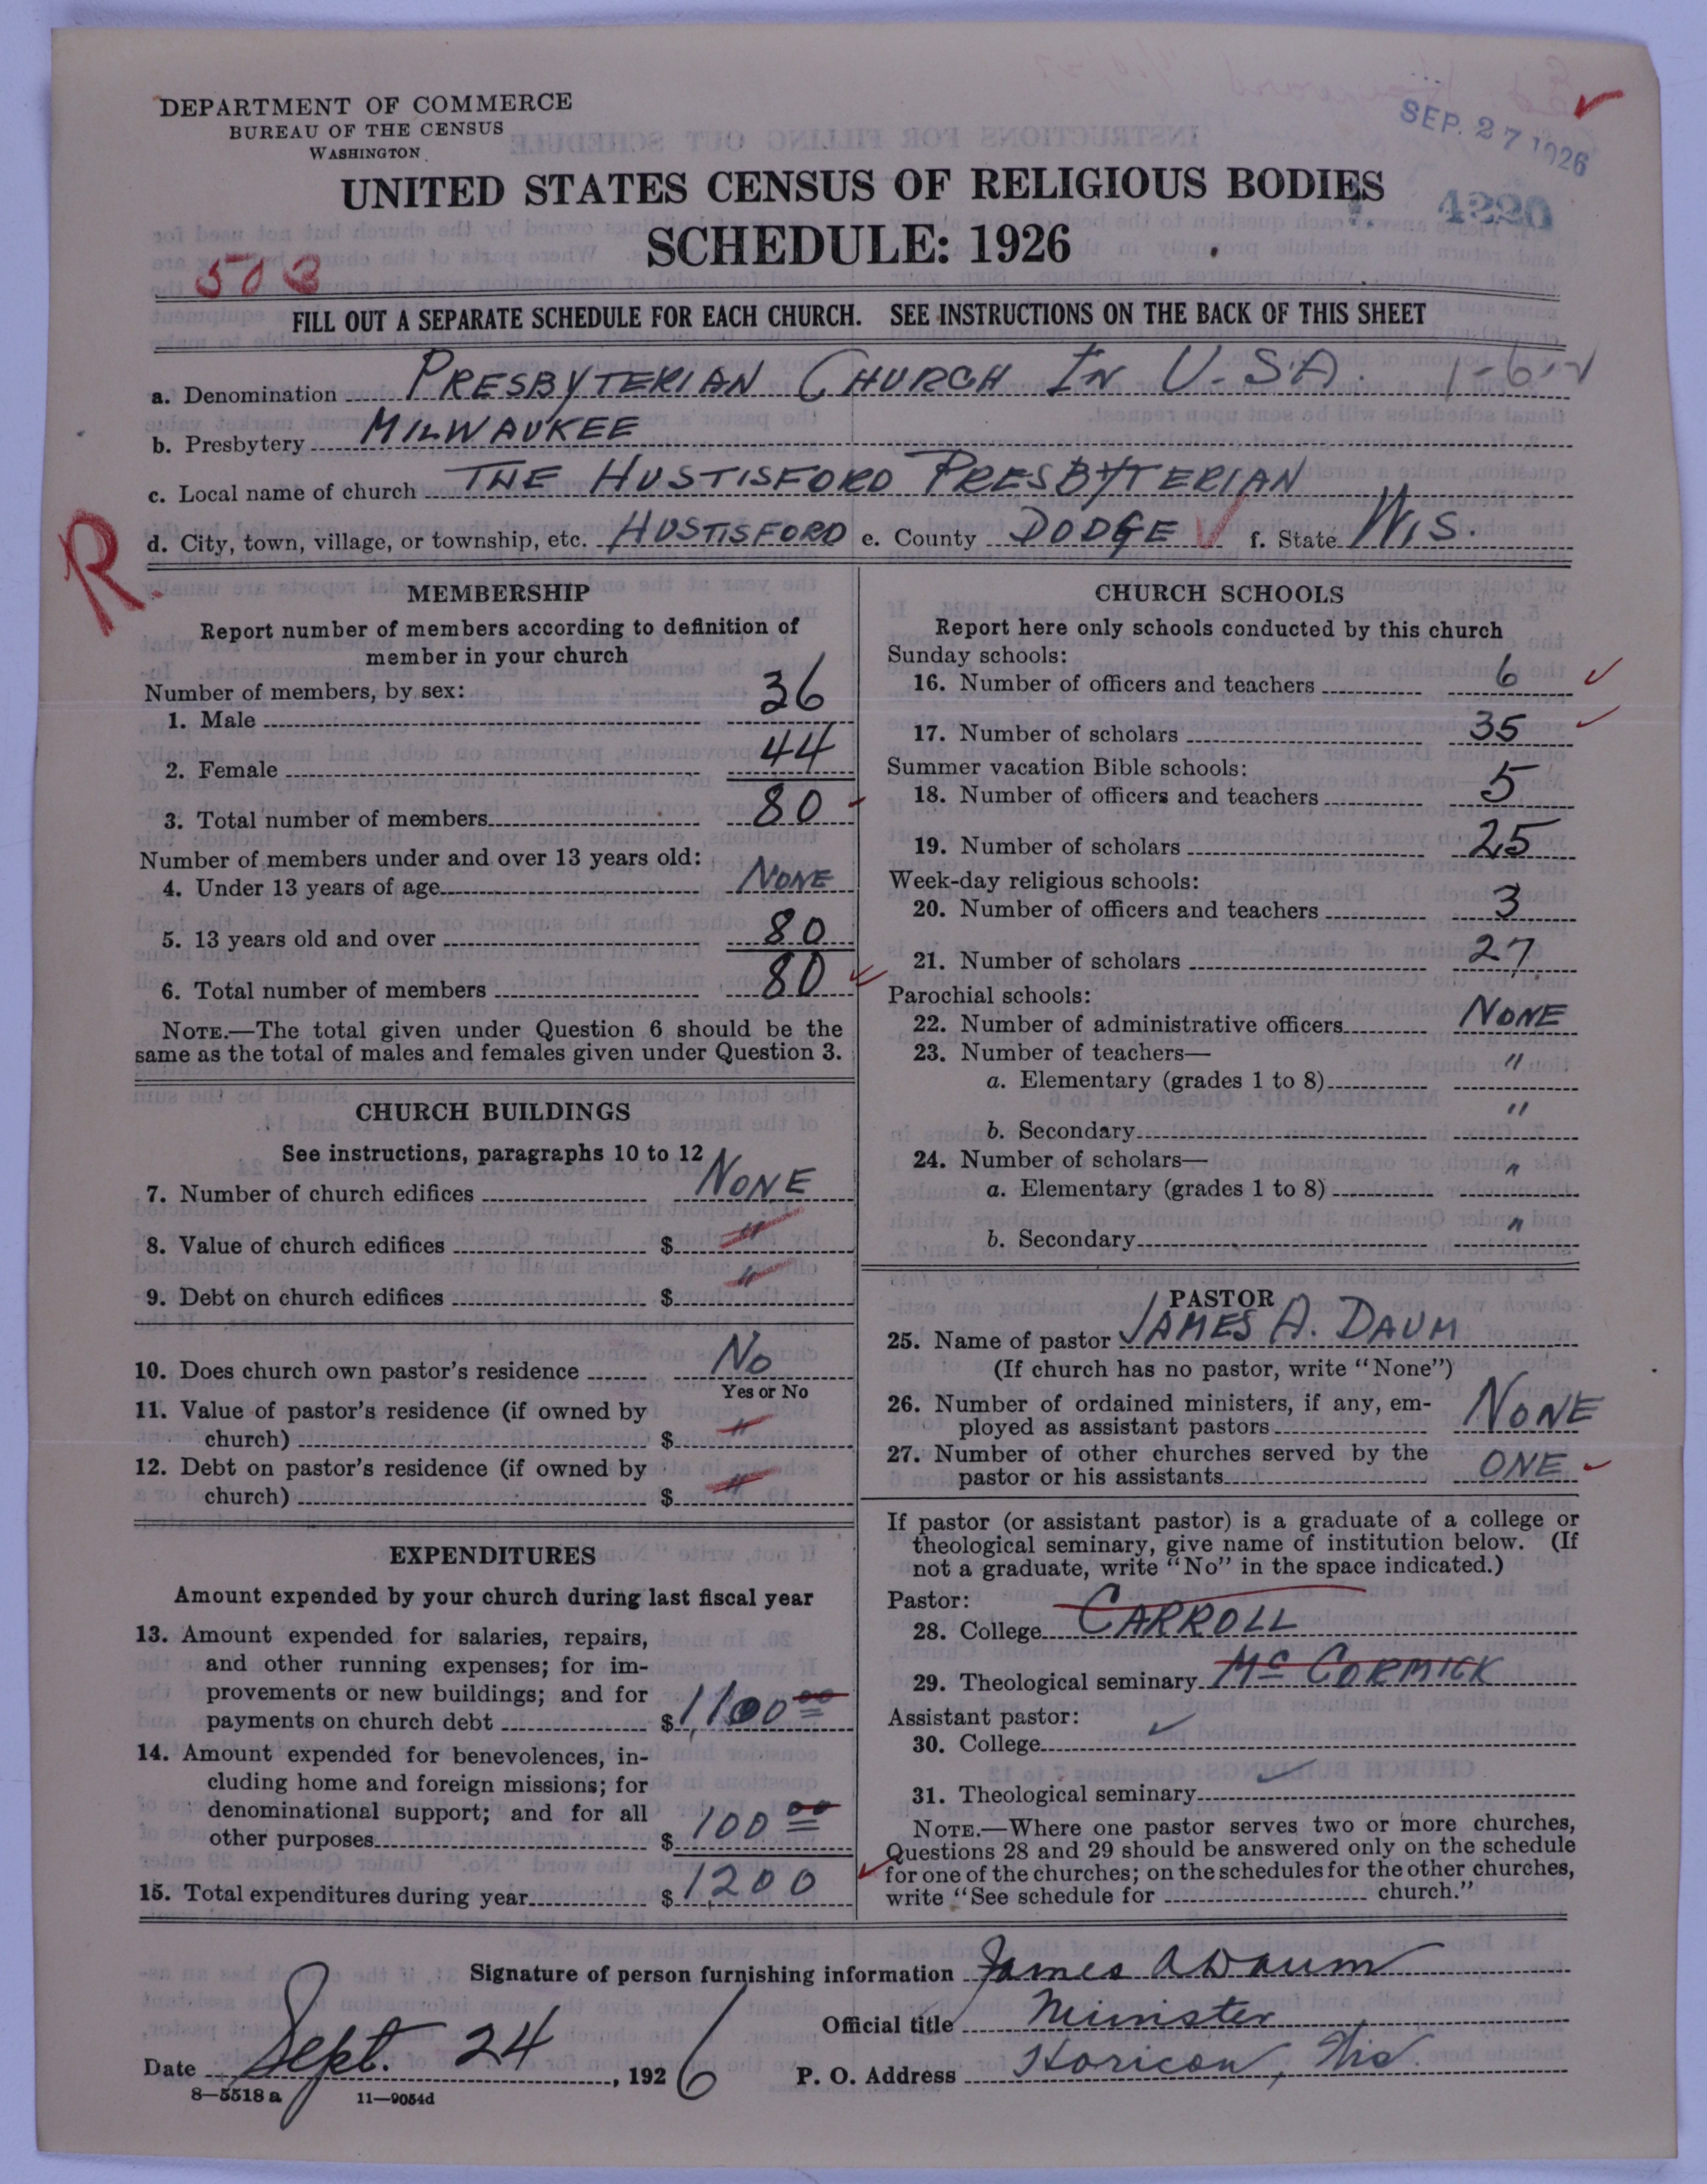 DEPARTMENT OF COMMERCE
BUREAU OF THE CENSUS
WASHINGTON
SEP. 27 1926
4220
UNITED STATES CENSUS OF RELIGIOUS BODIES
SCHEDULE: 1926
503
FILL OUT A SEPARATE SCHEDULE FOR EACH CHURCH. SEE INSTRUCTIONS ON THE BACK OF THIS SHEET
a. Denomination PRESBYTERIAN CHURCH IN U.S.A.
b. Presbytery MILWAUKEE
c. Local name of church THE HUSTISFORD PRESBYTERIAN
R
d. City, town, village, or township, etc. HUSTISFORD e. County DODGE f. State WIS.
MEMBERSHIP
Report number of members according to definition of
member in your church
Number of members, by sex:
1. Male 36
2. Female 44
3. Total number of members 80
Number of members under and over 13 years old:
4. Under 13 years of age NONE
5. 13 years old and over 80
6. Total number of members 80
NOTE.—The total given under Question 6 should be the
same as the total of males and females given under Question 3.
CHURCH BUILDINGS
See instructions, paragraphs 10 to 12
7. Number of church edifices NONE
8. Value of church edifices $ "
9. Debt on church edifices $ "
10. Does church own pastor's residence No
Yes or No
11. Value of pastor's residence (if owned by
church) $ "
12. Debt on pastor's residence (if owned by
church) $ "
EXPENDITURES
Amount expended by your church during last fiscal year
13. Amount expended for salaries, repairs,
and other running expenses; for im-
provements or new buildings; and for
payments on church debt $ 1,100 00
14. Amount expended for benevolences, in-
cluding home and foreign missions; for
denominational support; and for all
other purposes $ 100 00
15. Total expenditures during year $ 1,200
CHURCH SCHOOLS
Report here only schools conducted by this church
Sunday schools:
16. Number of officers and teachers 6
17. Number of scholars 35
Summer vacation Bible schools:
18. Number of officers and teachers 5
19. Number of scholars 25
Week-day religious schools:
20. Number of officers and teachers 3
21. Number of scholars 27
Parochial schools:
22. Number of administrative officers NONE
23. Number of teachers—
a. Elementary (grades 1 to 8) "
b. Secondary "
24. Number of scholars—
a. Elementary (grades 1 to 8) "
b. Secondary "
PASTOR
25. Name of pastor JAMES A. DAUM
(If church has no pastor, write "None")
26. Number of ordained ministers, if any, em-
ployed as assistant pastors NONE
27. Number of other churches served by the
pastor or his assistants ONE
If pastor (or assistant pastor) is a graduate of a college or
theological seminary, give name of institution below. (If
not a graduate, write "No" in the space indicated.)
Pastor:
28. College CARROLL
29. Theological seminary McCORMICK
Assistant pastor:
30. College
31. Theological seminary
NOTE.—Where one pastor serves two or more churches,
Questions 28 and 29 should be answered only on the schedule
for one of the churches; on the schedules for the other churches,
write "See schedule for church."
Signature of person furnishing information James A Daum
Official title Minister
Date Sept. 24, 1926 P. O. Address Horicon, Wis.
8—5518 a 11—9054d